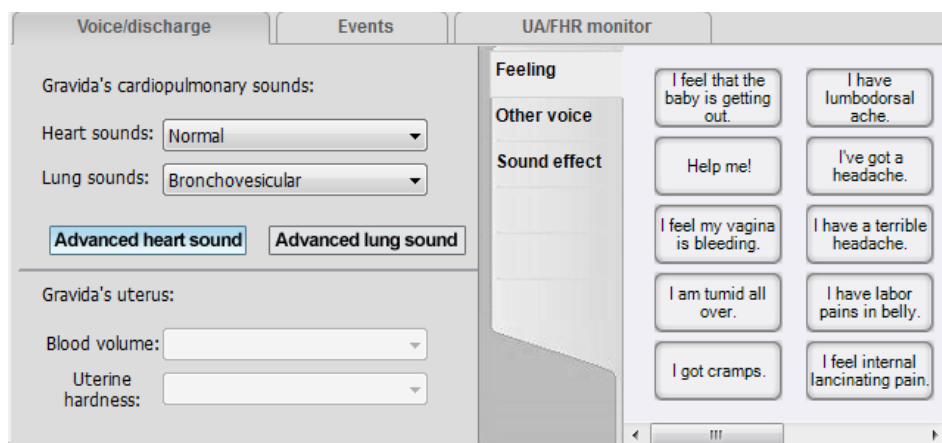 Voice/discharge
Events
UA/FHR monitor
Gravida's cardiopulmonary sounds:
Heart sounds:
Normal
Lung sounds:
Bronchovesicular
Advanced heart sound
Advanced lung sound
Gravida's uterus:
Blood volume:
Uterine
hardness:
Feeling
Other voice
Sound effect
I feel that the
baby is getting
out.
I have
lumbodorsal
ache.
Help me!
I've got a
headache.
I feel my vagina
is bleeding.
I have a terrible
headache.
I am tumid all
over.
I have labor
pains in belly.
I got cramps.
I feel internal
lancinating pain.